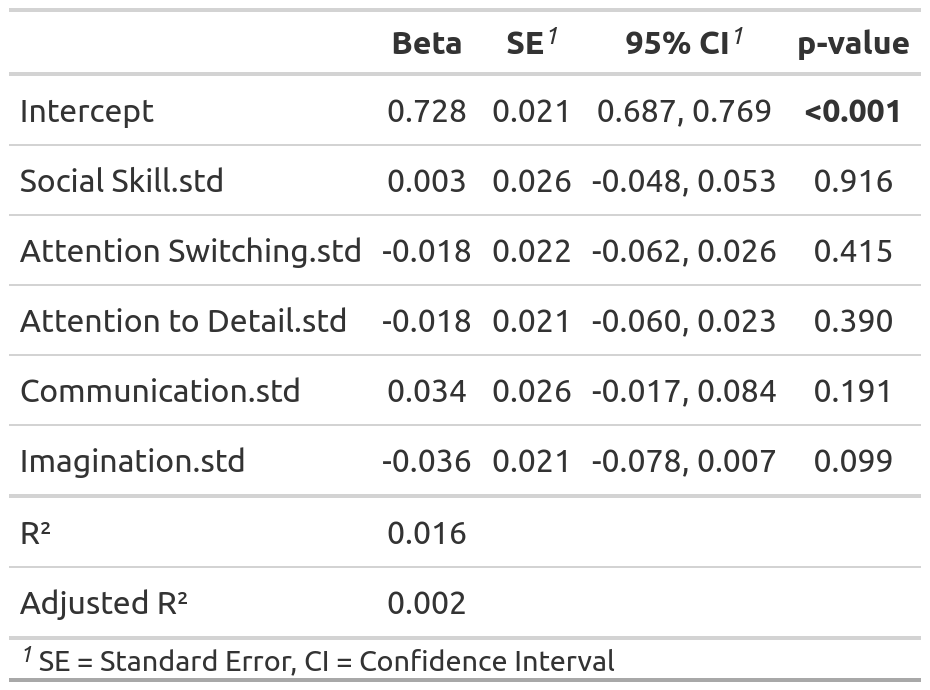 Beta SE¹ 95% CI¹ p-value
Intercept 0.728 0.021 0.687, 0.769 <0.001
Social Skill.std 0.003 0.026 -0.048, 0.053 0.916
Attention Switching.std -0.018 0.022 -0.062, 0.026 0.415
Attention to Detail.std -0.018 0.021 -0.060, 0.023 0.390
Communication.std 0.034 0.026 -0.017, 0.084 0.191
Imagination.std -0.036 0.021 -0.078, 0.007 0.099
R² 0.016
Adjusted R² 0.002
¹ SE = Standard Error, CI = Confidence Interval